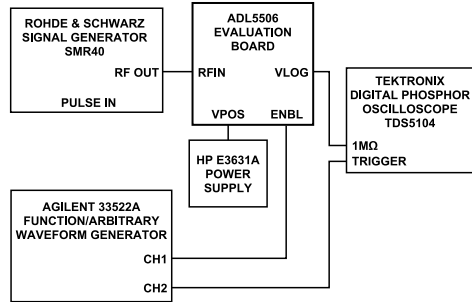 ROHDE & SCHWARZ
SIGNAL GENERATOR
SMR40
RF OUT
PULSE IN
ADL5506
EVALUATION
BOARD
RFIN
VLOG
VPOS
ENBL
HP E3631A
POWER
SUPPLY
TEKTRONIX
DIGITAL PHOSPHOR
OSCILLOSCOPE
TDS5104
1MΩ
TRIGGER
AGILENT 33522A
FUNCTION/ARBITRARY
WAVEFORM GENERATOR
CH1
CH2